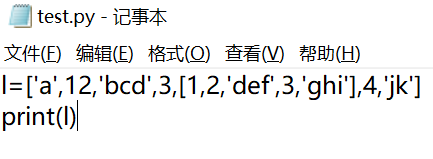 test.py - 记事本
文件(F) 编辑(E) 格式(O) 查看(V) 帮助(H)
l=['a',12,'bcd',3,[1,2,'def',3,'ghi'],4,'jk']
print(l)